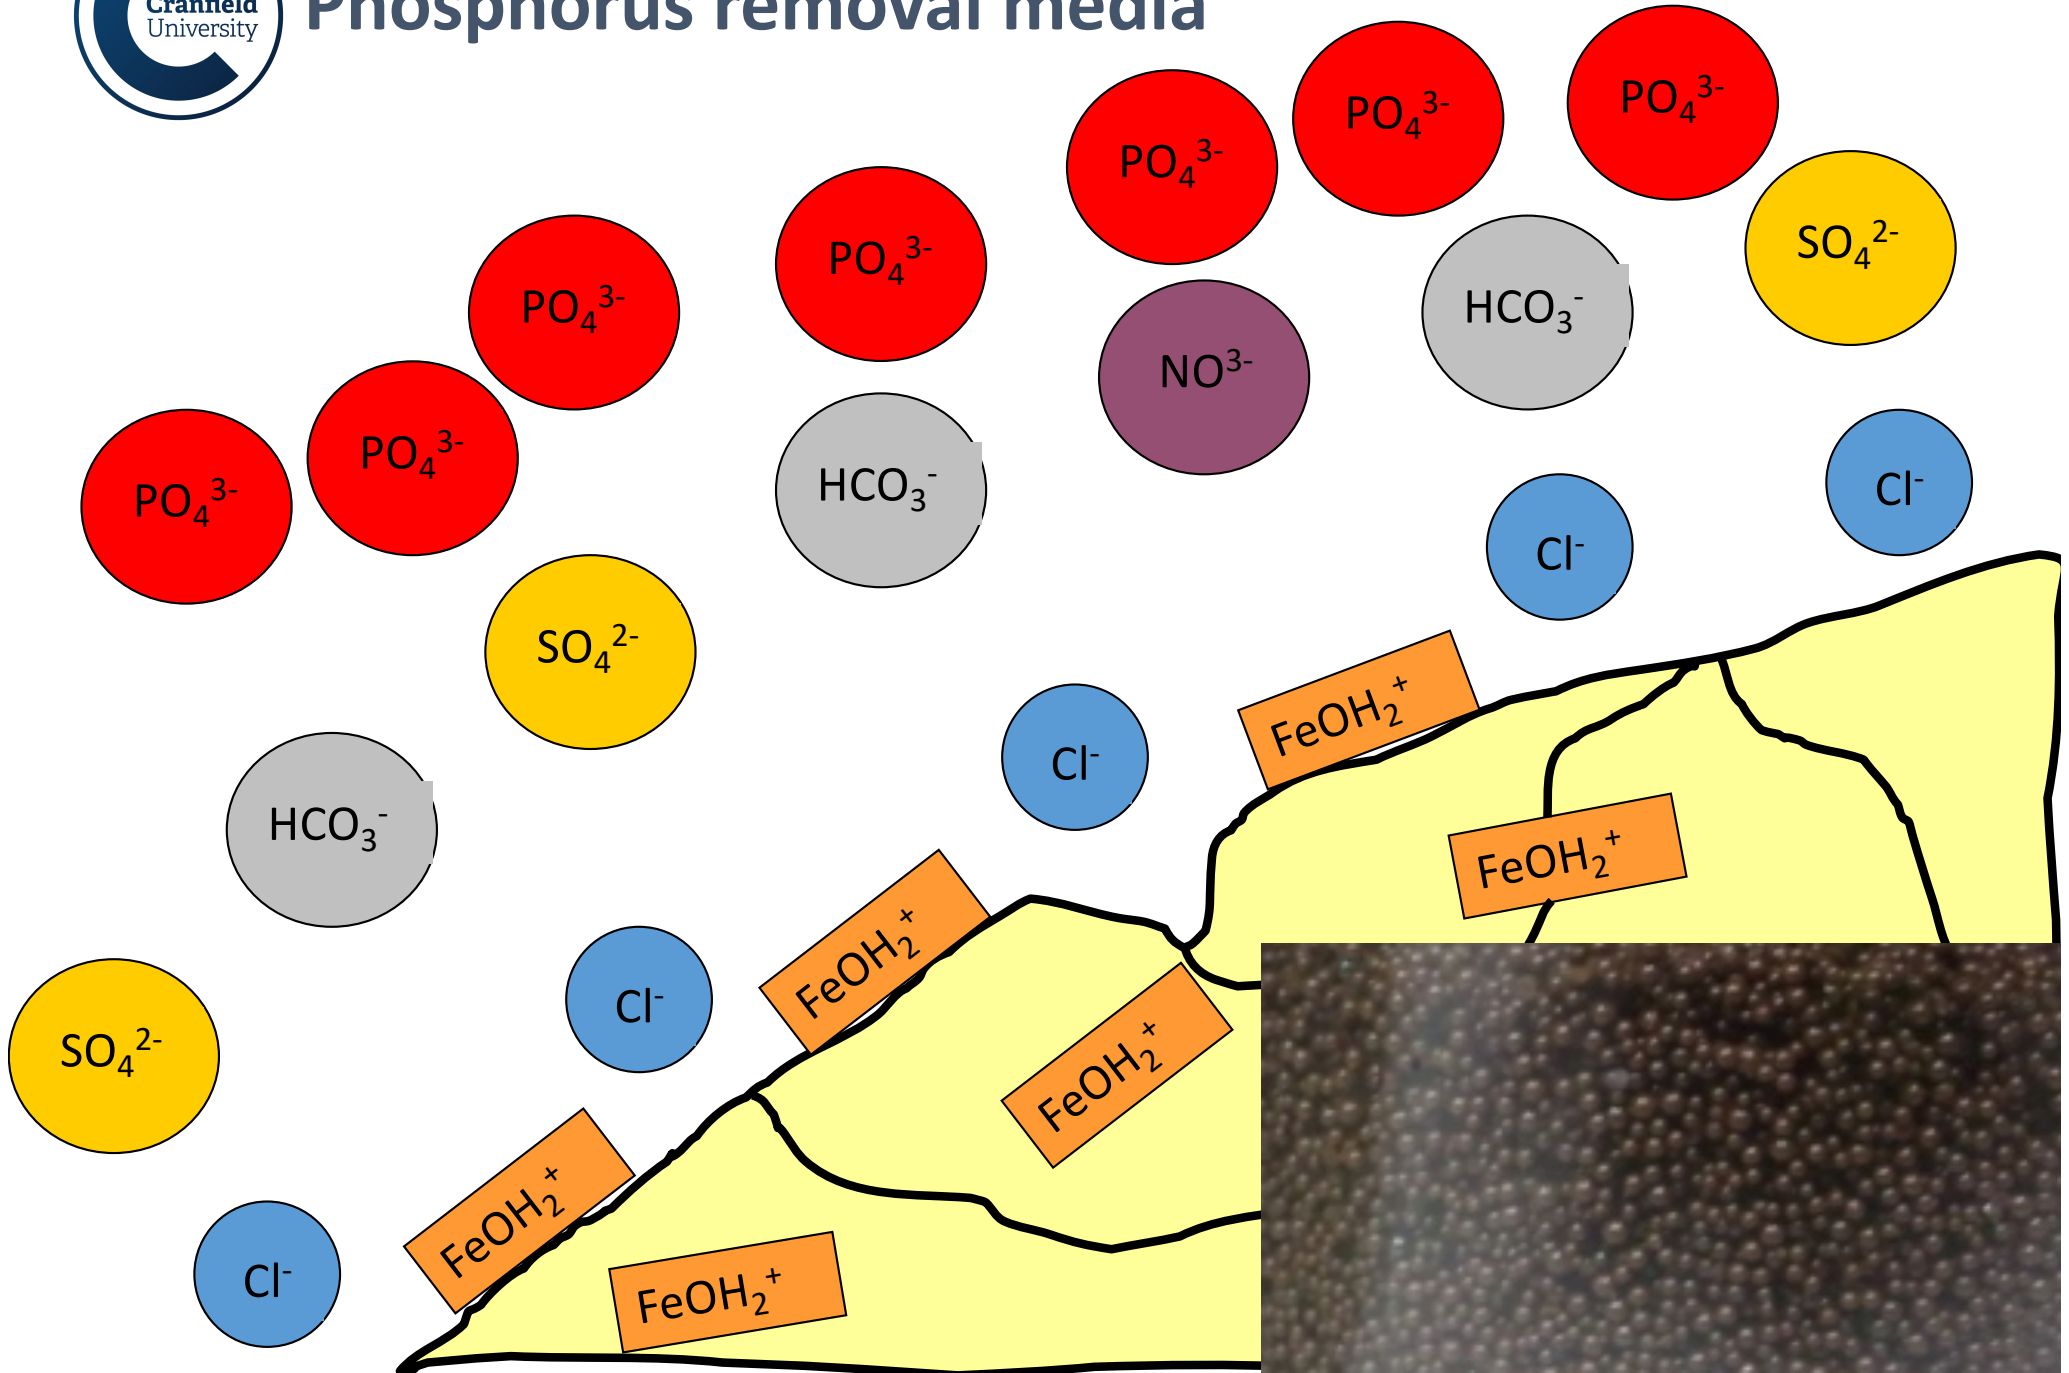 Cranfield
University
Phosphorus removal media
PO₄³⁻
PO₄³⁻
PO₄³⁻
PO₄³⁻
SO₄²⁻
PO₄³⁻
PO₄³⁻
HCO₃⁻
NO³⁻
PO₄³⁻
HCO₃⁻
Cl⁻
PO₄³⁻
Cl⁻
SO₄²⁻
FeOH₂⁺
Cl⁻
HCO₃⁻
FeOH₂⁺
FeOH₂⁺
Cl⁻
SO₄²⁻
FeOH₂⁺
FeOH₂⁺
Cl⁻
FeOH₂⁺